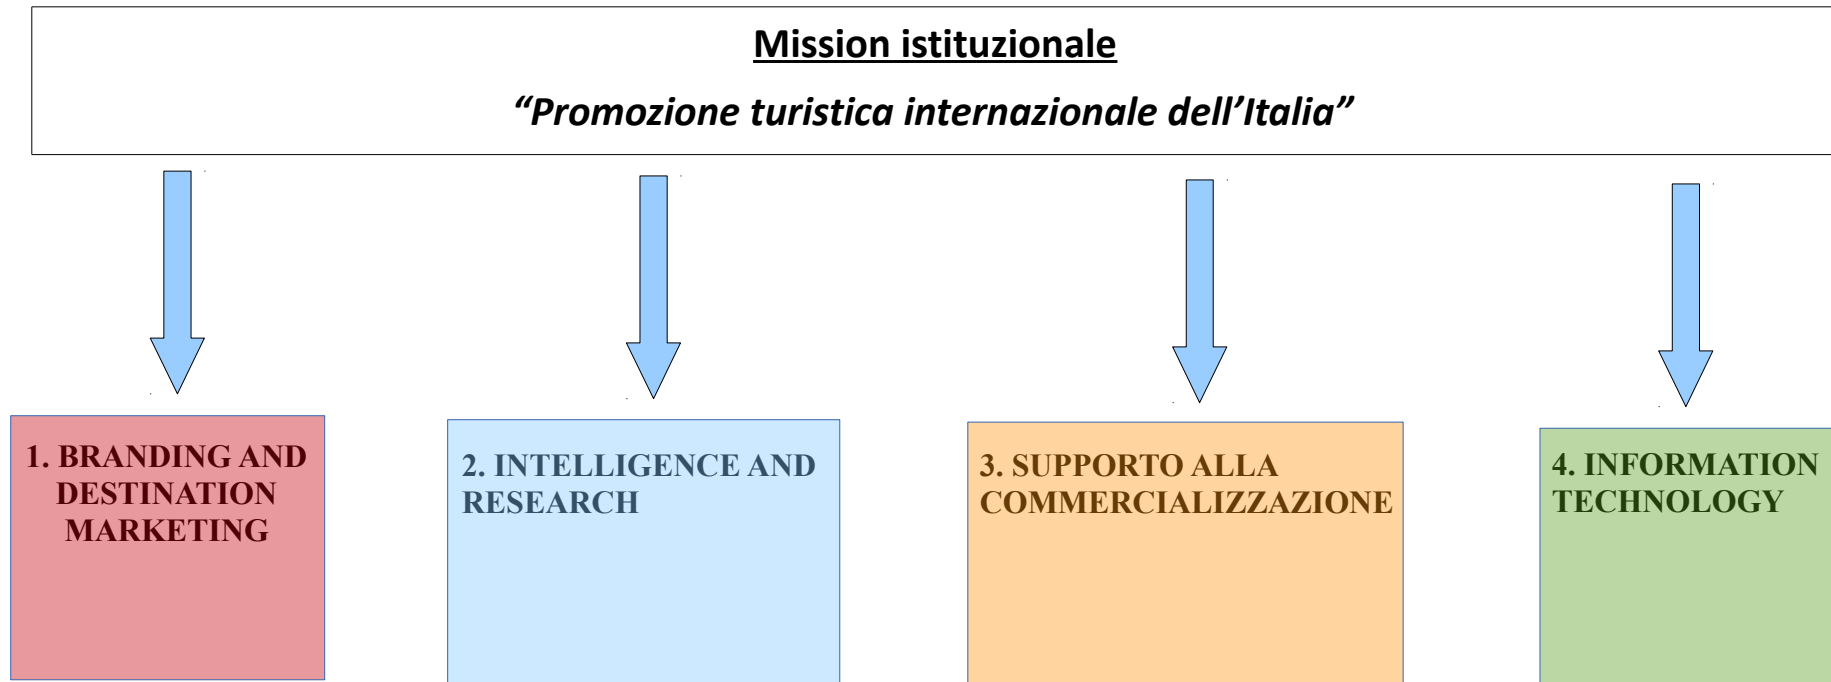 Mission istituzionale
“Promozione turistica internazionale dell’Italia”
1. BRANDING AND
DESTINATION
MARKETING
2. INTELLIGENCE AND
RESEARCH
3. SUPPORTO ALLA
COMMERCIALIZZAZIONE
4. INFORMATION
TECHNOLOGY